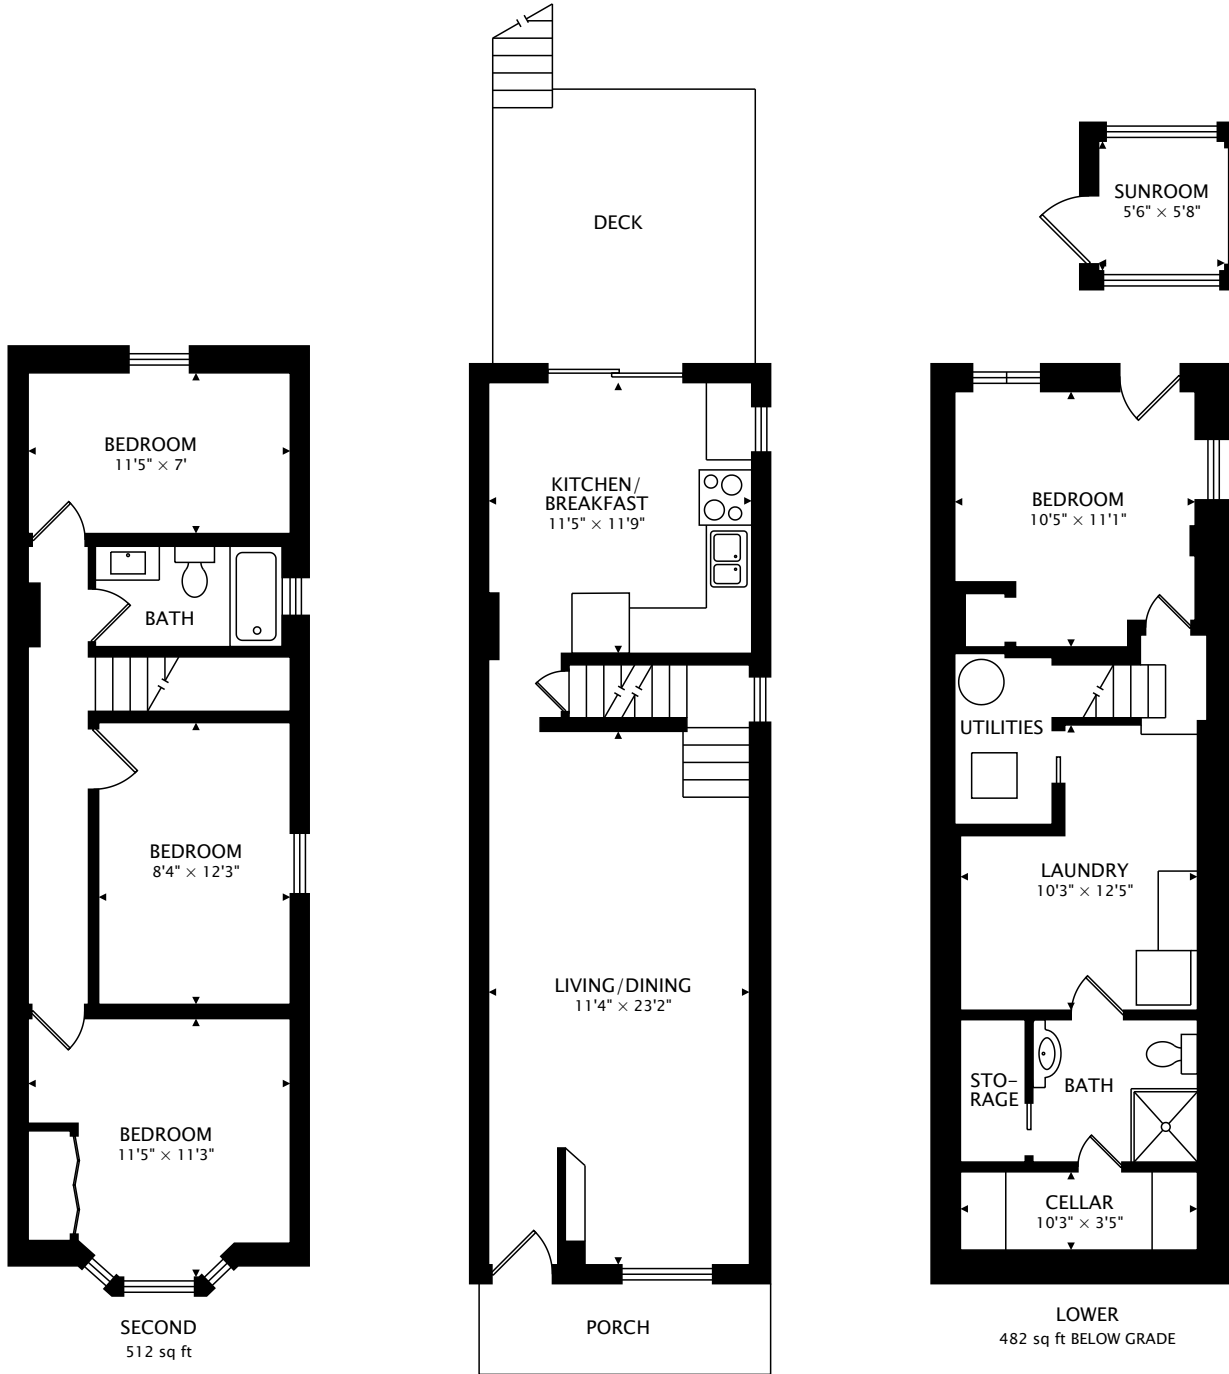 BEDROOM
11'5" × 7'
BATH
BEDROOM
8'4" × 12'3"
BEDROOM
11'5" × 11'3"
SECOND
512 sq ft
DECK
KITCHEN/
BREAKFAST
11'5" × 11'9"
LIVING/DINING
11'4" × 23'2"
PORCH
SUNROOM
5'6" × 5'8"
BEDROOM
10'5" × 11'1"
UTILITIES
LAUNDRY
10'3" × 12'5"
STO-
RAGE
BATH
CELLAR
10'3" × 3'5"
LOWER
482 sq ft BELOW GRADE